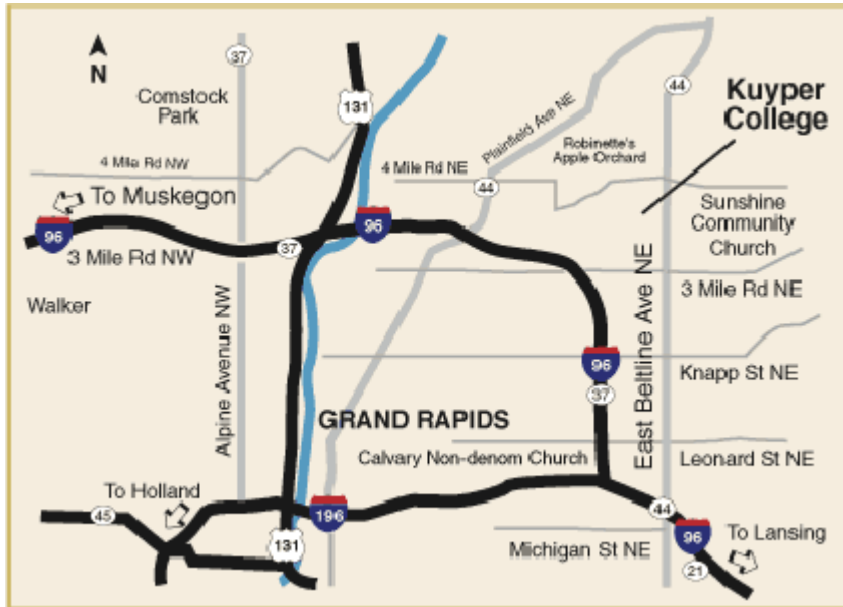 37
N
Comstock
Park
131
Plainfield Ave NE
44
Kuyper
College
Robinette's
Apple Orchard
4 Mile Rd NW
4 Mile Rd NE
44
To Muskegon
Sunshine
Community
Church
96
37
96
3 Mile Rd NW
3 Mile Rd NE
Walker
Alpine Avenue NW
East Beltline Ave NE
96
37
Knapp St NE
GRAND RAPIDS
Calvary Non-denom Church
Leonard St NE
To Holland
45
196
44
131
Michigan St NE
96
To Lansing
21